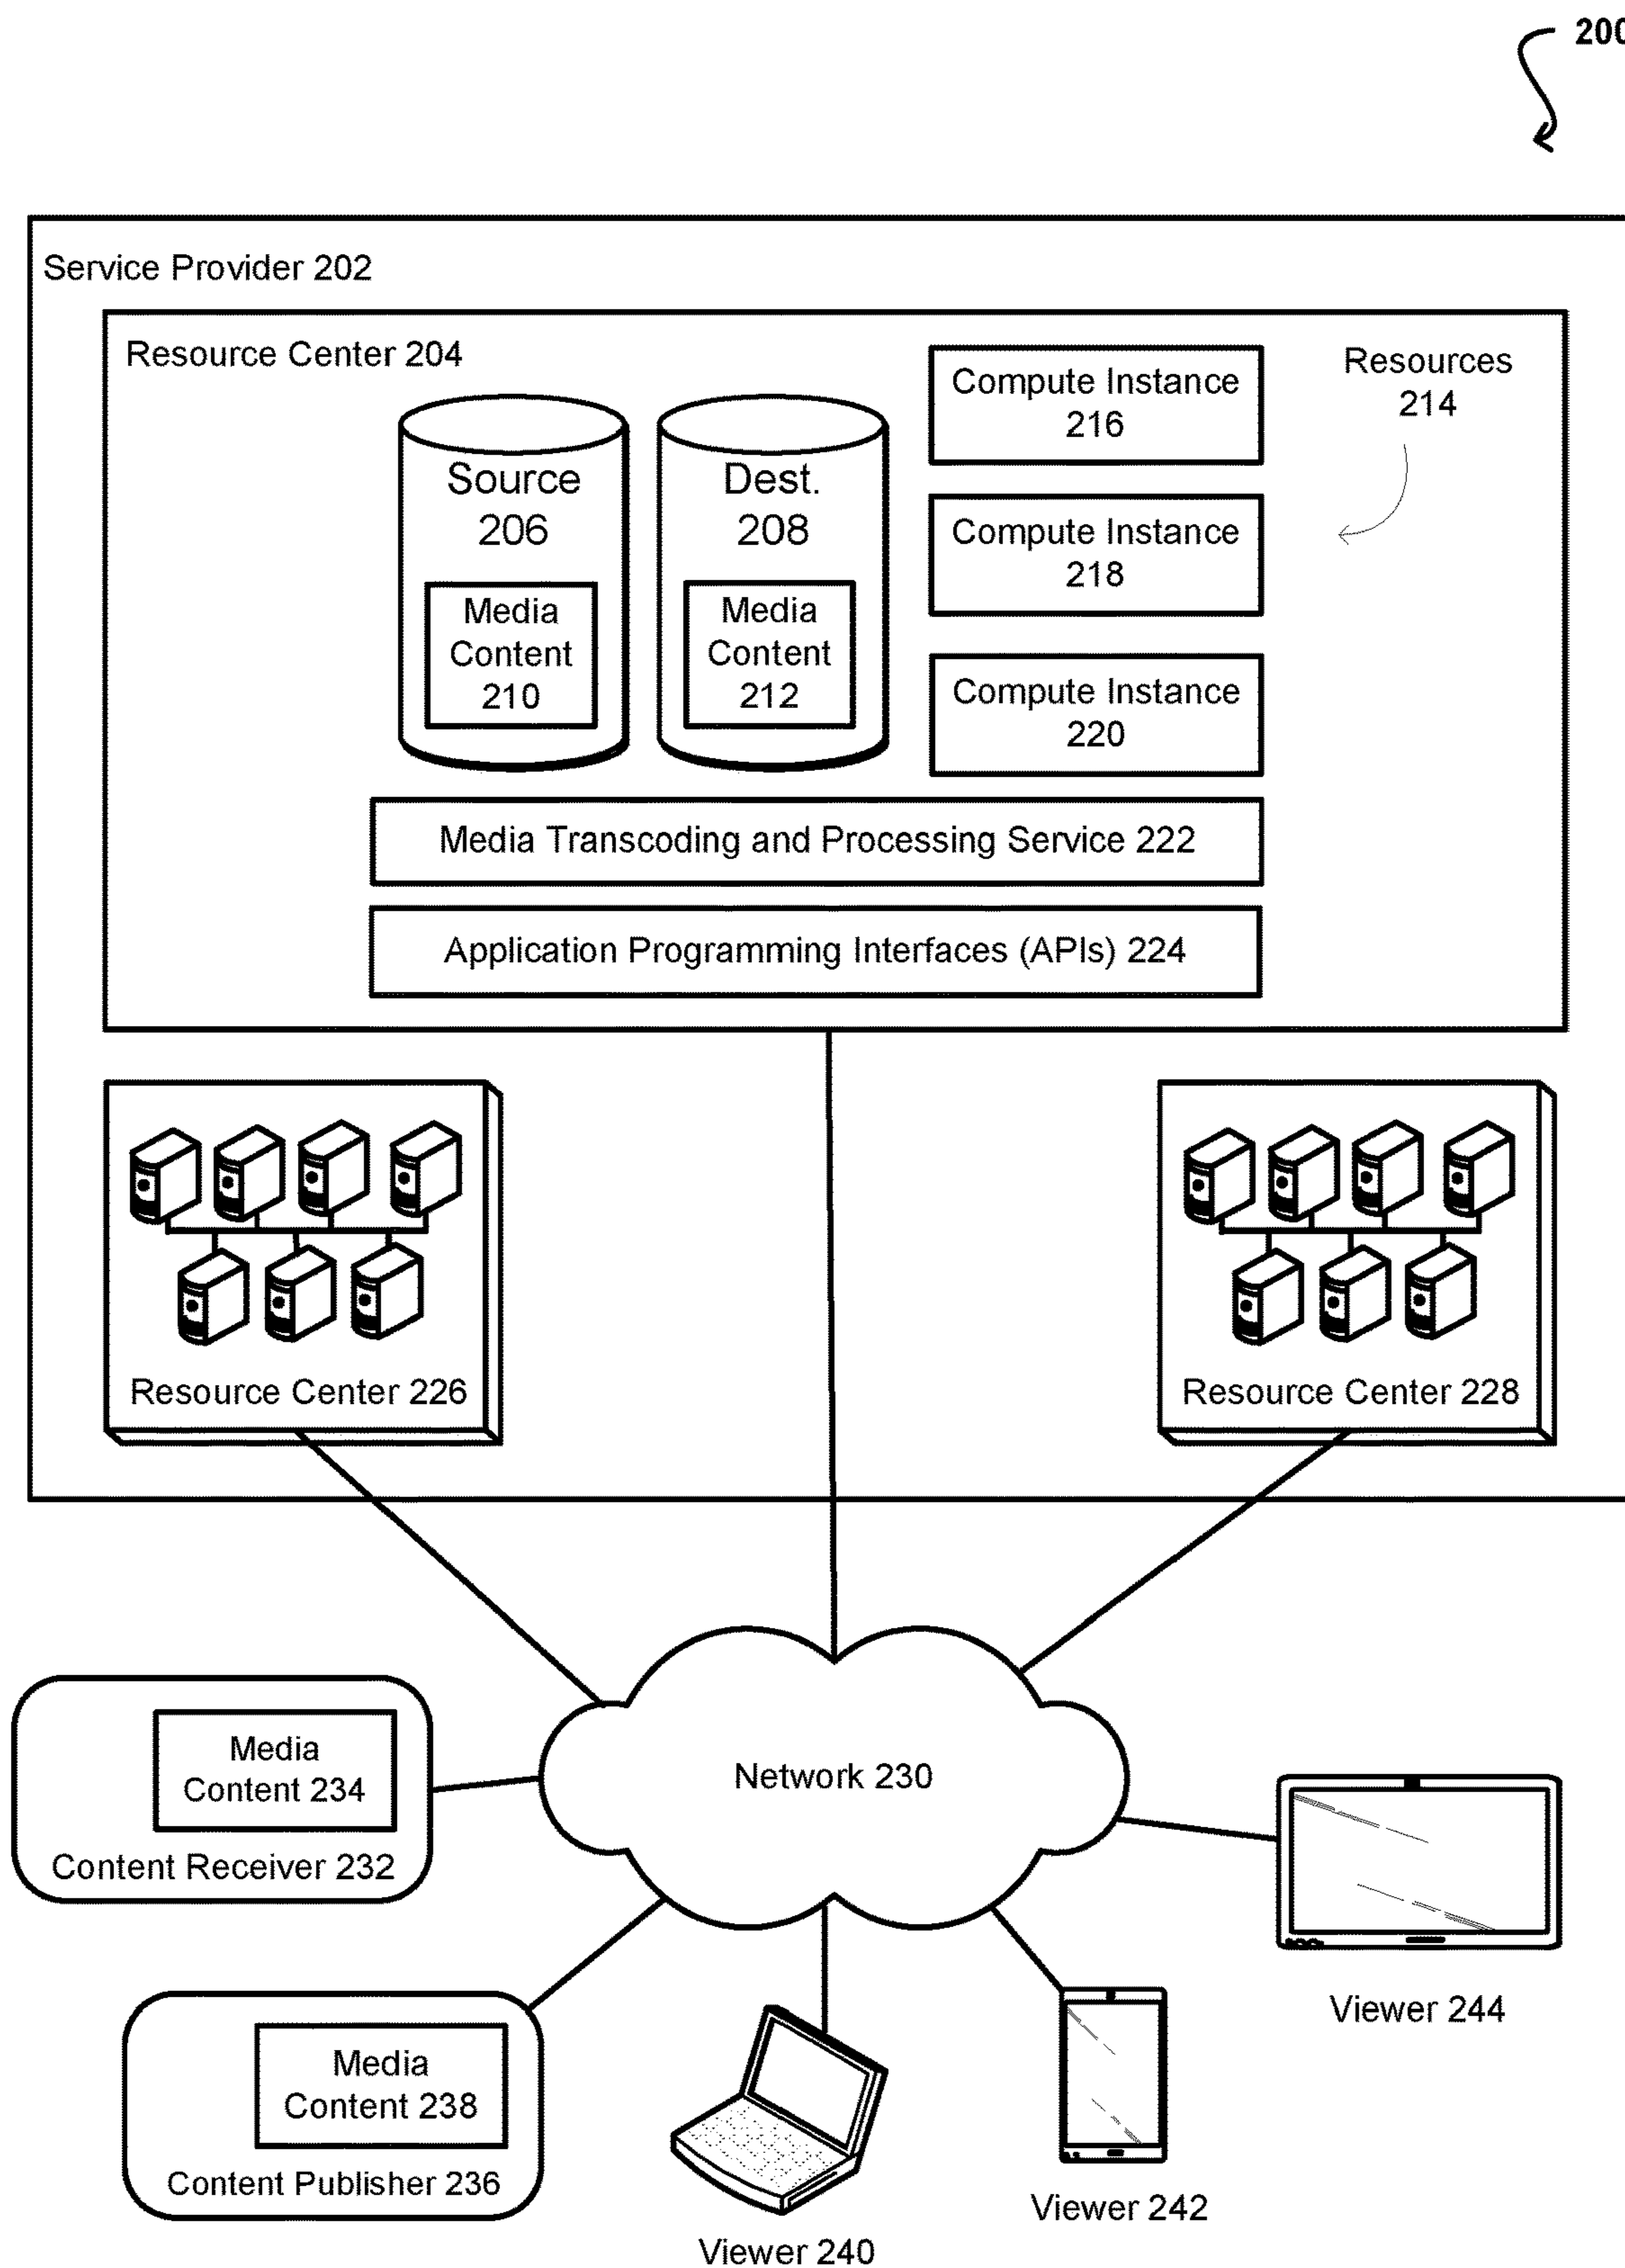 200
Service Provider 202
Resource Center 204
Source
206
Media
Content
210
Dest.
208
Media
Content
212
Compute Instance
216
Compute Instance
218
Compute Instance
220
Resources
214
Media Transcoding and Processing Service 222
Application Programming Interfaces (APIs) 224
Resource Center 226
Resource Center 228
Network 230
Media
Content 234
Content Receiver 232
Media
Content 238
Content Publisher 236
Viewer 240
Viewer 242
Viewer 244